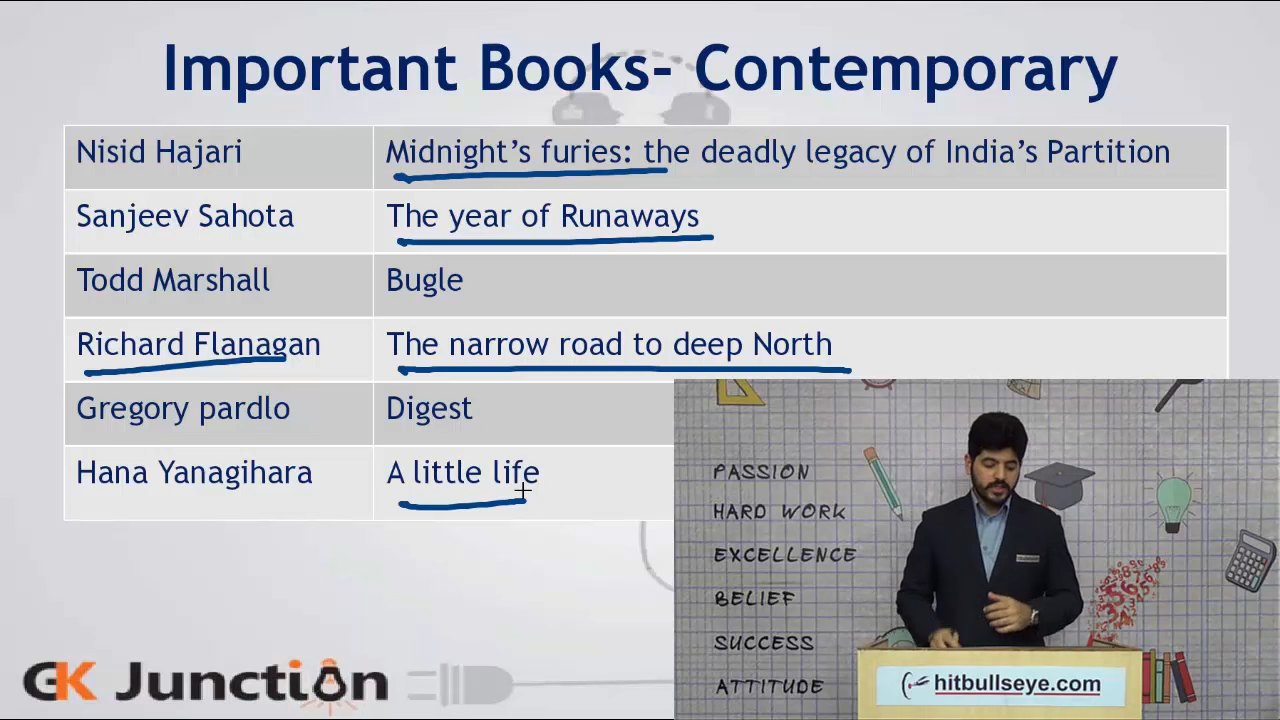 Important Books- Contemporary
Nisid Hajari Midnight's furies: the deadly legacy of India's Partition
Sanjeev Sahota The year of Runaways
Todd Marshall Bugle
Richard Flanagan The narrow road to deep North
Gregory pardlo Digest
Hana Yanagihara A little life
PASSION
HARD WORK
EXCELLENCE
BELIEF
SUCCESS
ATTITUDE
GK Junction
hitbullseye.com